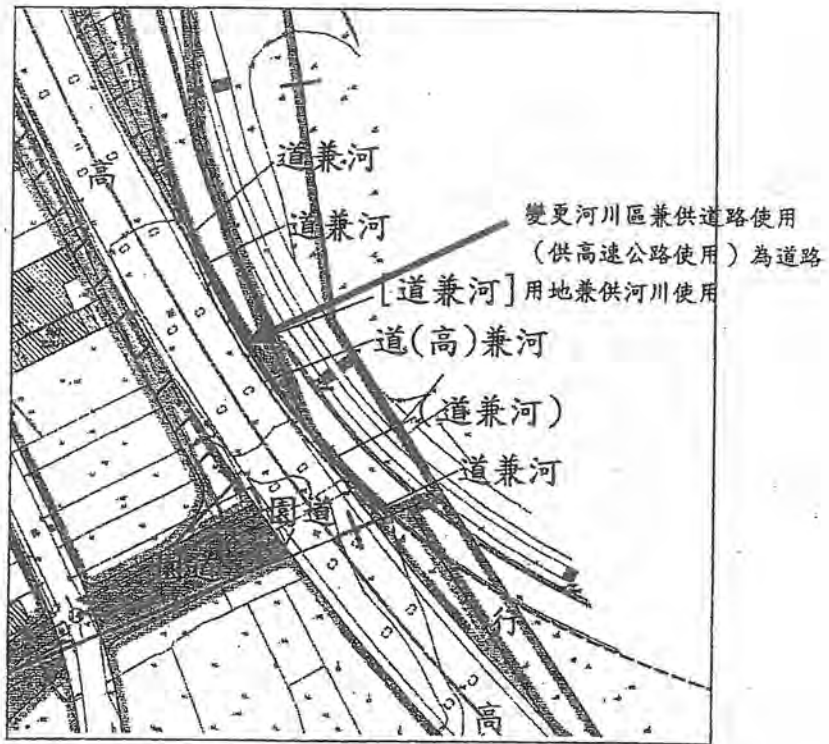 高
道兼河
道兼河
變更河川區兼供道路使用
(供高速公路使用)為道路
用地兼供河川使用
[道兼河]
道(高)兼河
(道兼河)
道兼河
園道
園道
行
高